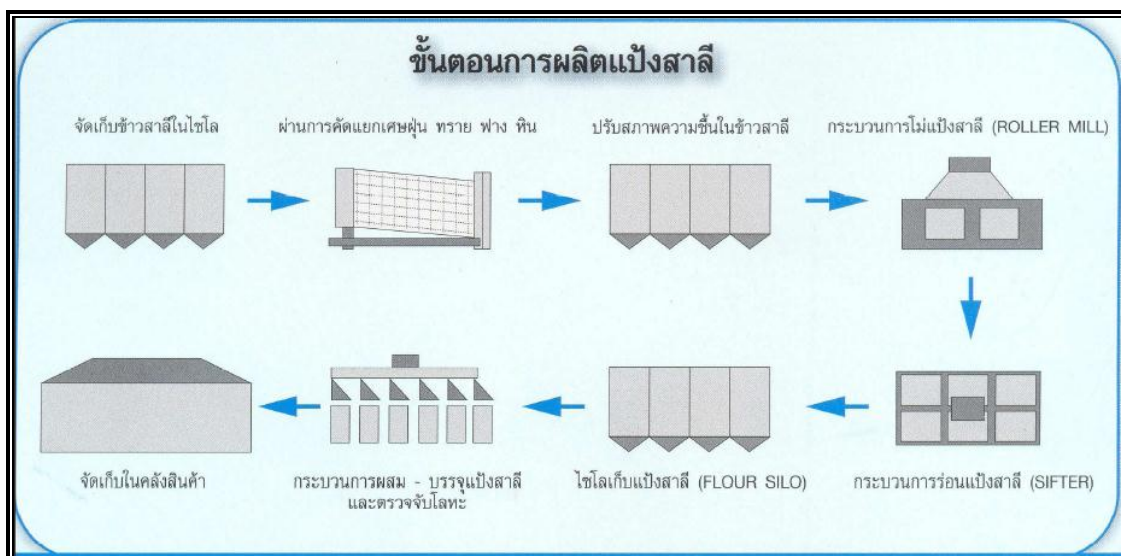 ขั้นตอนการผลิตแป้งสาลี
จัดเก็บข้าวสาลีในไซโล
ผ่านการคัดแยกเศษฝุ่น ทราย ฟาง หิน
ปรับสภาพความชื้นในข้าวสาลี
กระบวนการโม่แป้งสาลี (ROLLER MILL)
จัดเก็บในคลังสินค้า
กระบวนการผสม - บรรจุแป้งสาลี
และตรวจจับโลหะ
ไซโลเก็บแป้งสาลี (FLOUR SILO)
กระบวนการร่อนแป้งสาลี (SIFTER)